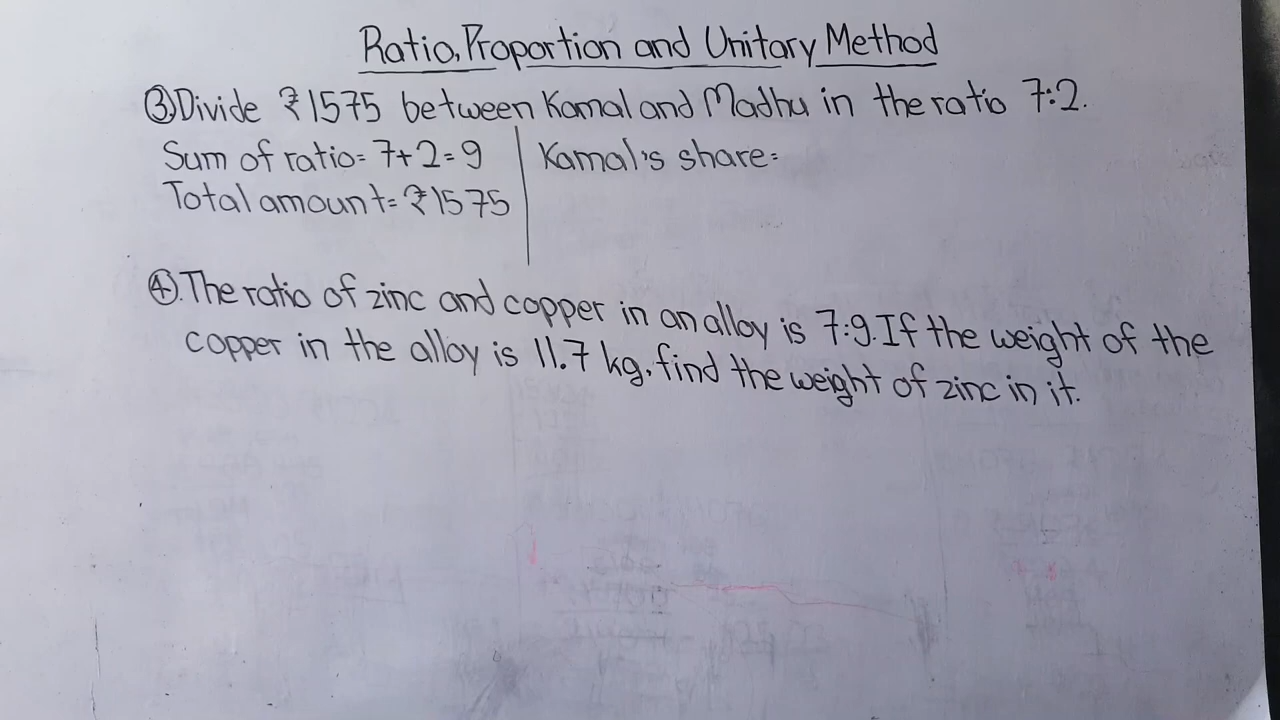 Ratio, Proportion and Unitary Method
③Divide ₹1575 between Kamal and Madhu in the ratio 7:2.
Sum of ratio= 7+2=9
Total amount= ₹1575
Kamal's share=
④.The ratio of zinc and copper in an alloy is 7:9. If the weight of the
copper in the alloy is 11.7 kg, find the weight of zinc in it.